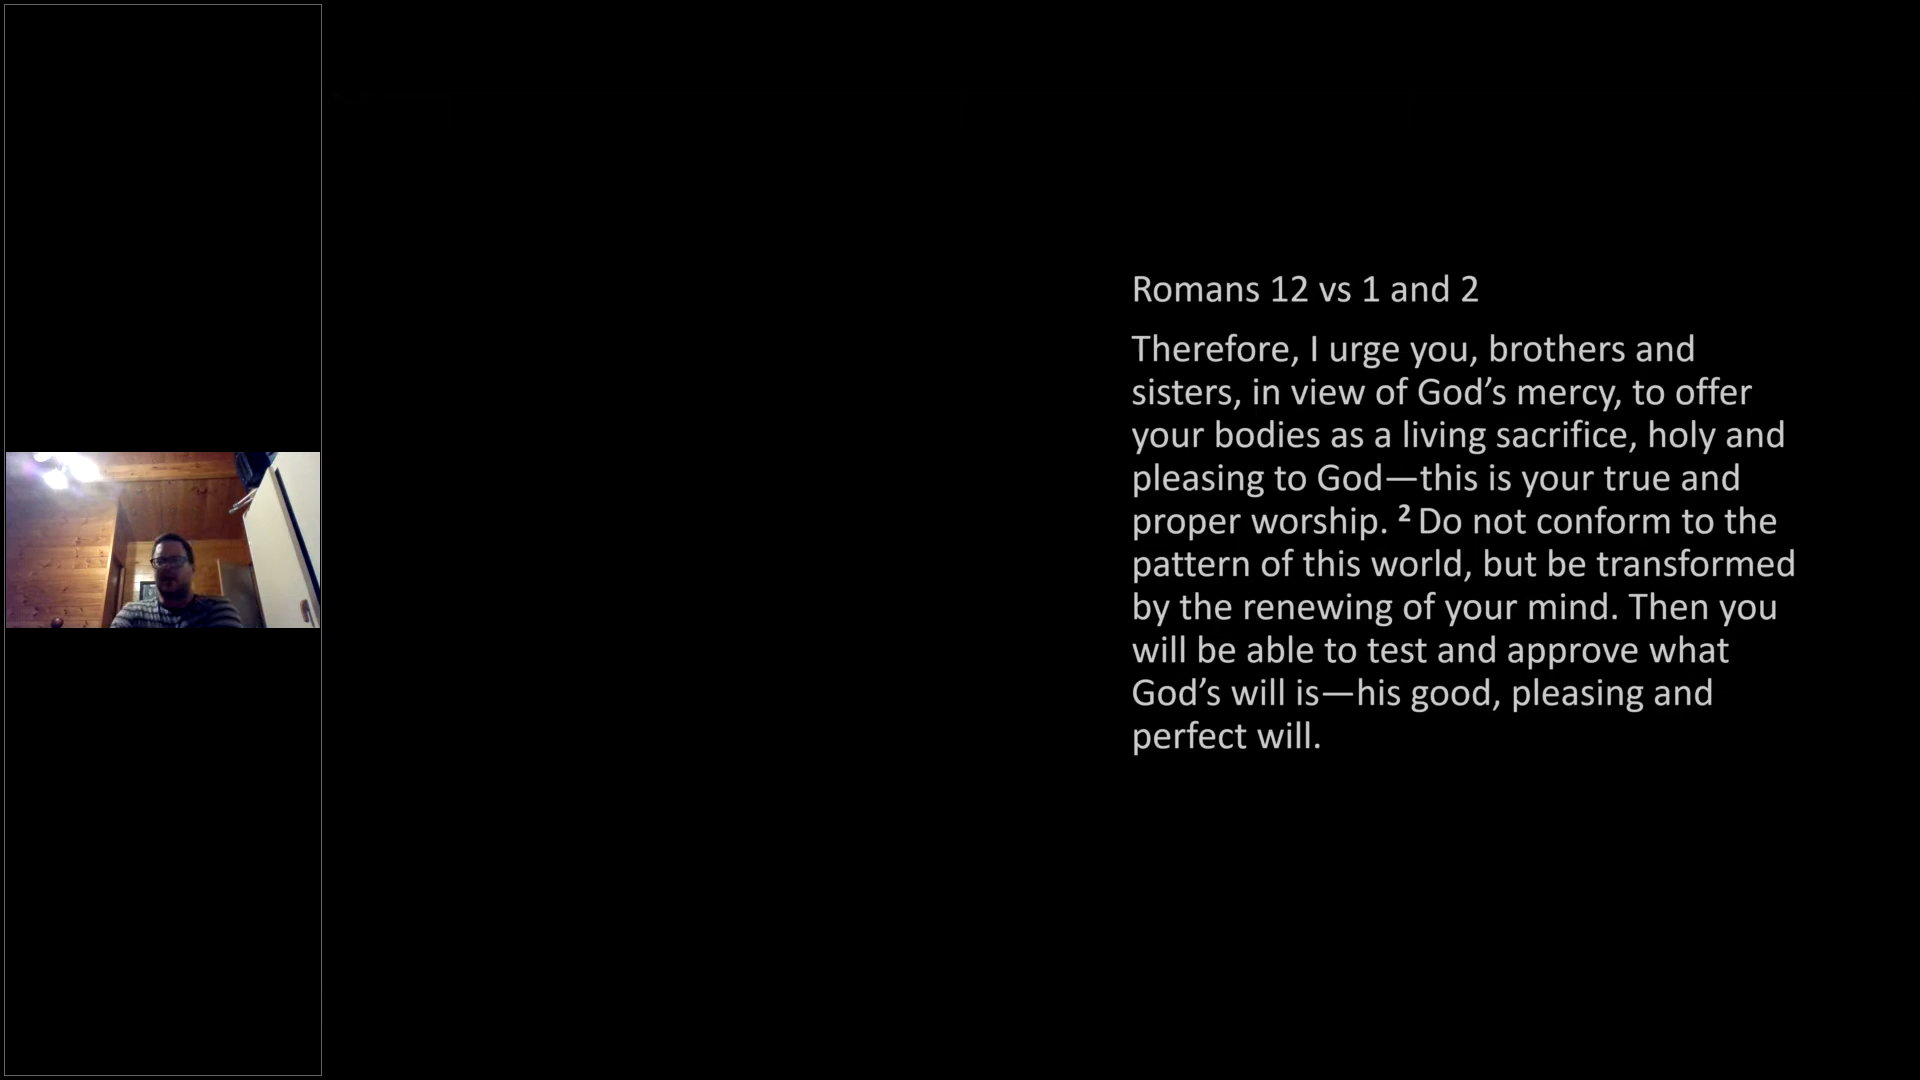 Romans 12 vs 1 and 2
Therefore, I urge you, brothers and
sisters, in view of God’s mercy, to offer
your bodies as a living sacrifice, holy and
pleasing to God—this is your true and
proper worship. ² Do not conform to the
pattern of this world, but be transformed
by the renewing of your mind. Then you
will be able to test and approve what
God’s will is—his good, pleasing and
perfect will.